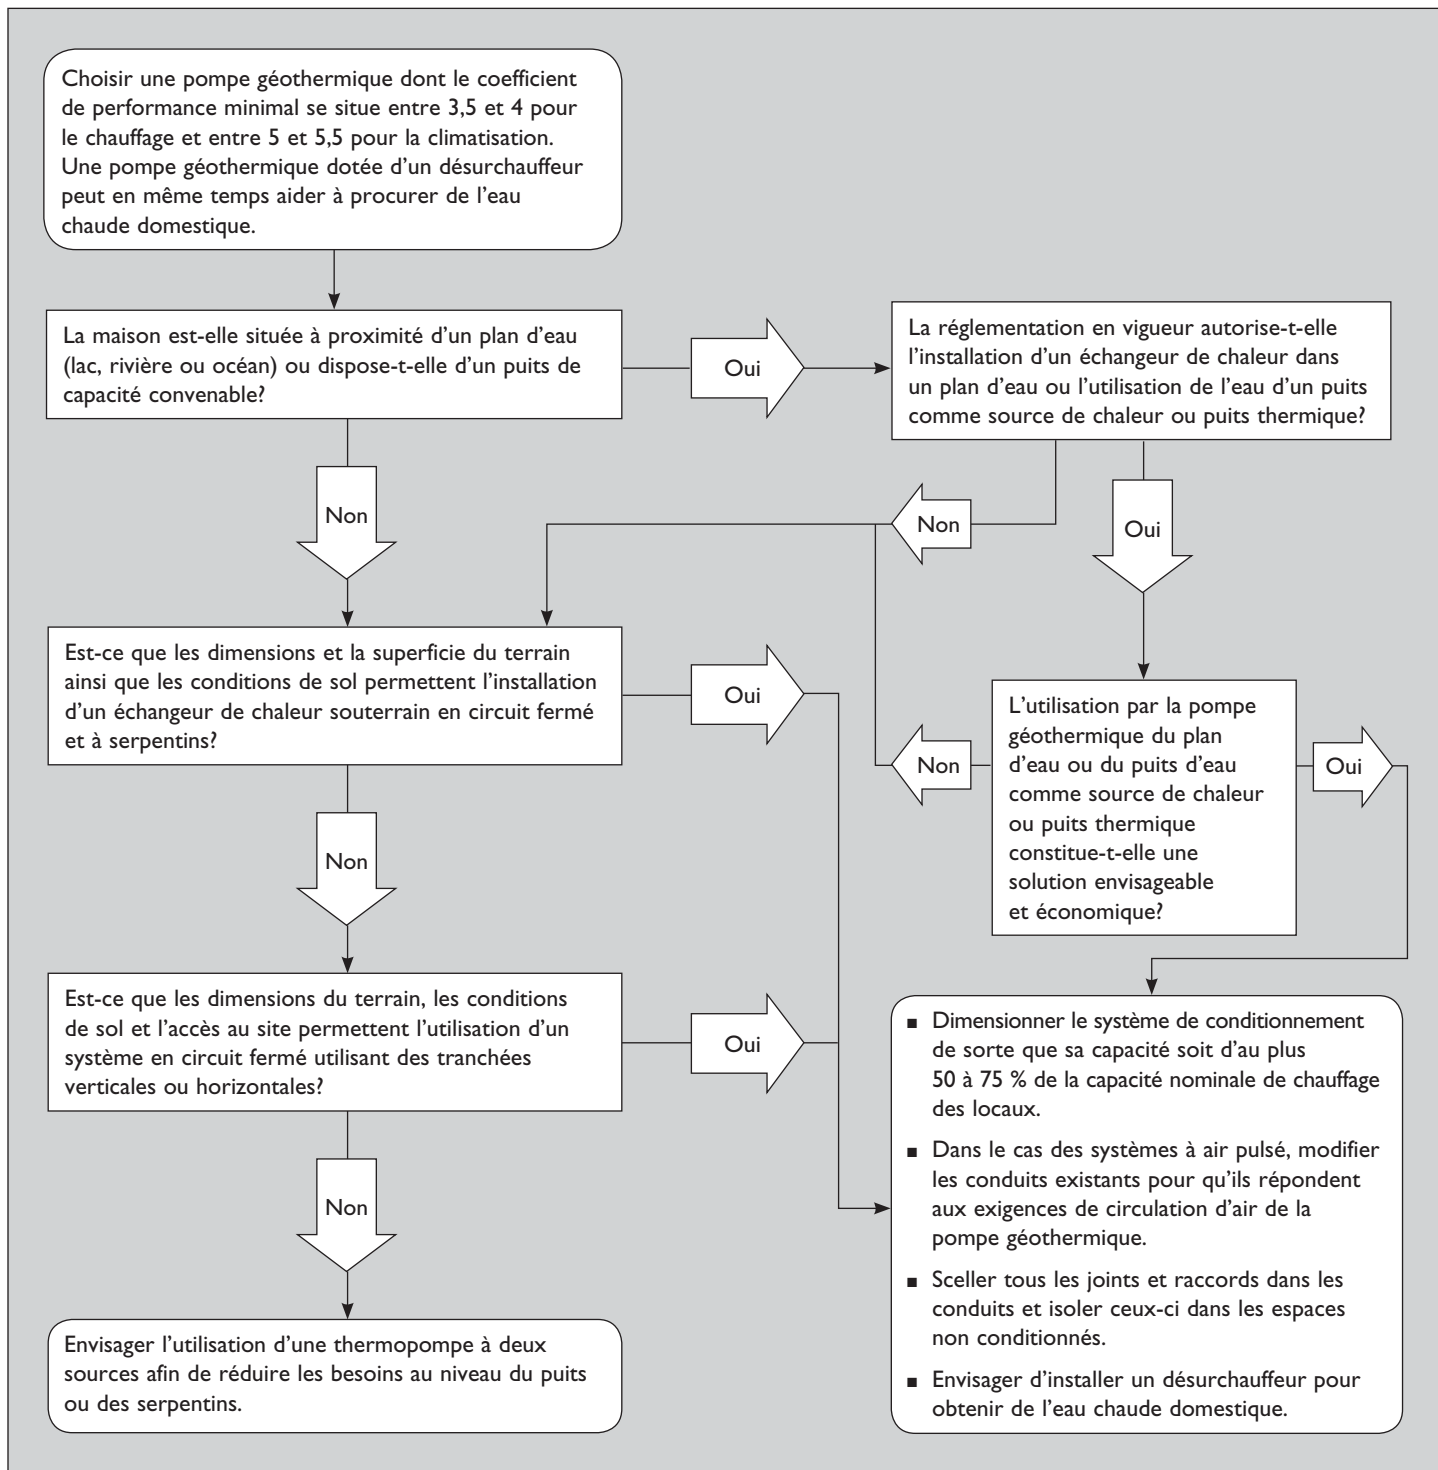 Choisir une pompe géothermique dont le coefficient
de performance minimal se situe entre 3,5 et 4 pour
le chauffage et entre 5 et 5,5 pour la climatisation.
Une pompe géothermique dotée d'un désurchauffeur
peut en même temps aider à procurer de l'eau
chaude domestique.
La maison est-elle située à proximité d'un plan d'eau
(lac, rivière ou océan) ou dispose-t-elle d'un puits de
capacité convenable?
Oui
La réglementation en vigueur autorise-t-elle
l'installation d'un échangeur de chaleur dans
un plan d'eau ou l'utilisation de l'eau d'un puits
comme source de chaleur ou puits thermique?
Non
Non
Oui
Est-ce que les dimensions et la superficie du terrain
ainsi que les conditions de sol permettent l'installation
d'un échangeur de chaleur souterrain en circuit fermé
et à serpentins?
Oui
Non
L'utilisation par la pompe
géothermique du plan
d'eau ou du puits d'eau
comme source de chaleur
ou puits thermique
constitue-t-elle une
solution envisageable
et économique?
Oui
Non
Est-ce que les dimensions du terrain, les conditions
de sol et l'accès au site permettent l'utilisation d'un
système en circuit fermé utilisant des tranchées
verticales ou horizontales?
Oui
▪ Dimensionner le système de conditionnement
de sorte que sa capacité soit d'au plus
50 à 75 % de la capacité nominale de chauffage
des locaux.
▪ Dans le cas des systèmes à air pulsé, modifier
les conduits existants pour qu'ils répondent
aux exigences de circulation d'air de la
pompe géothermique.
▪ Sceller tous les joints et raccords dans les
conduits et isoler ceux-ci dans les espaces
non conditionnés.
▪ Envisager d'installer un désurchauffeur pour
obtenir de l'eau chaude domestique.
Non
Envisager l'utilisation d'une thermopompe à deux
sources afin de réduire les besoins au niveau du puits
ou des serpentins.